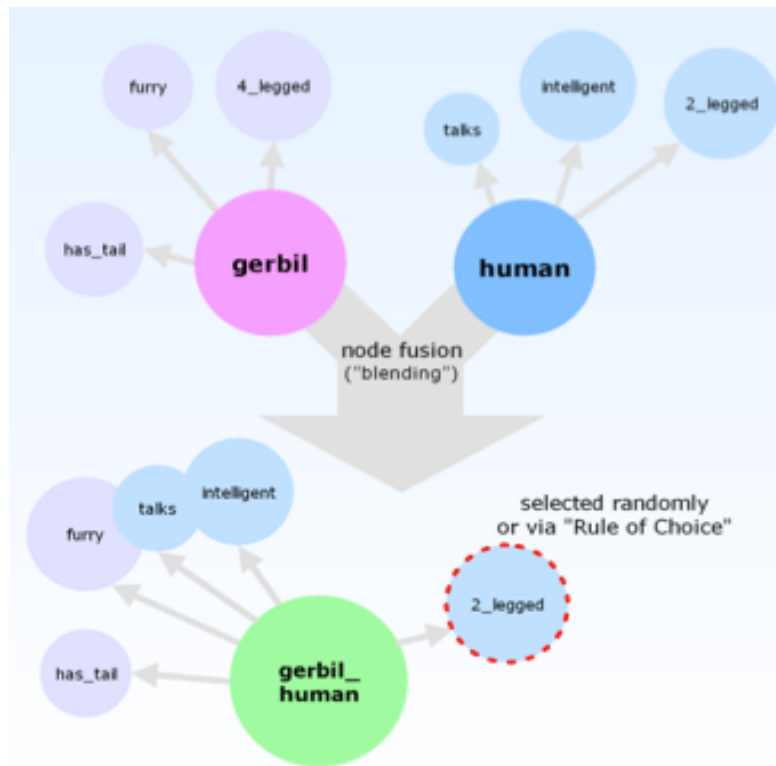 furry
4_legged
has_tail
gerbil
talks
intelligent
2_legged
human
node fusion
("blending")
furry
talks
intelligent
has_tail
gerbil_
human
selected randomly
or via "Rule of Choice"
2_legged